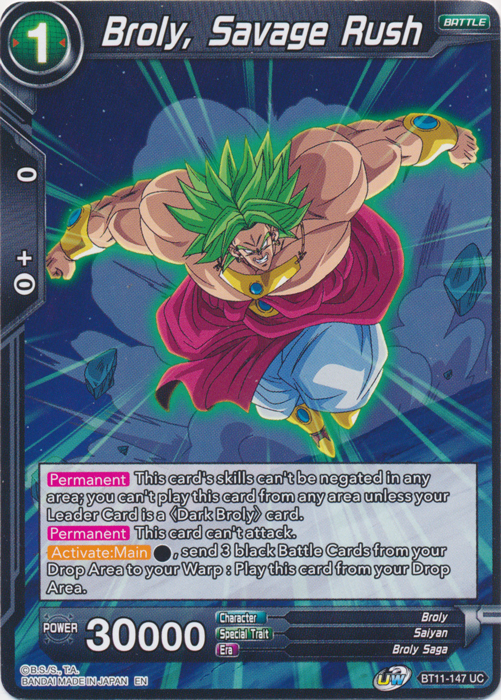 1
Broly, Savage Rush
BATTLE
0
+0
Permanent This card's skills can't be negated in any
area; you can't play this card from any area unless your
Leader Card is a 《Dark Broly》 card.
Permanent This card can't attack.
Activate:Main ●, send 3 black Battle Cards from your
Drop Area to your Warp : Play this card from your Drop
Area.
POWER 30000
Character Broly
Special Trait Saiyan
Era Broly Saga
©B.S./S., T.A.
BANDAI MADE IN JAPAN EN
UW
BT11-147 UC